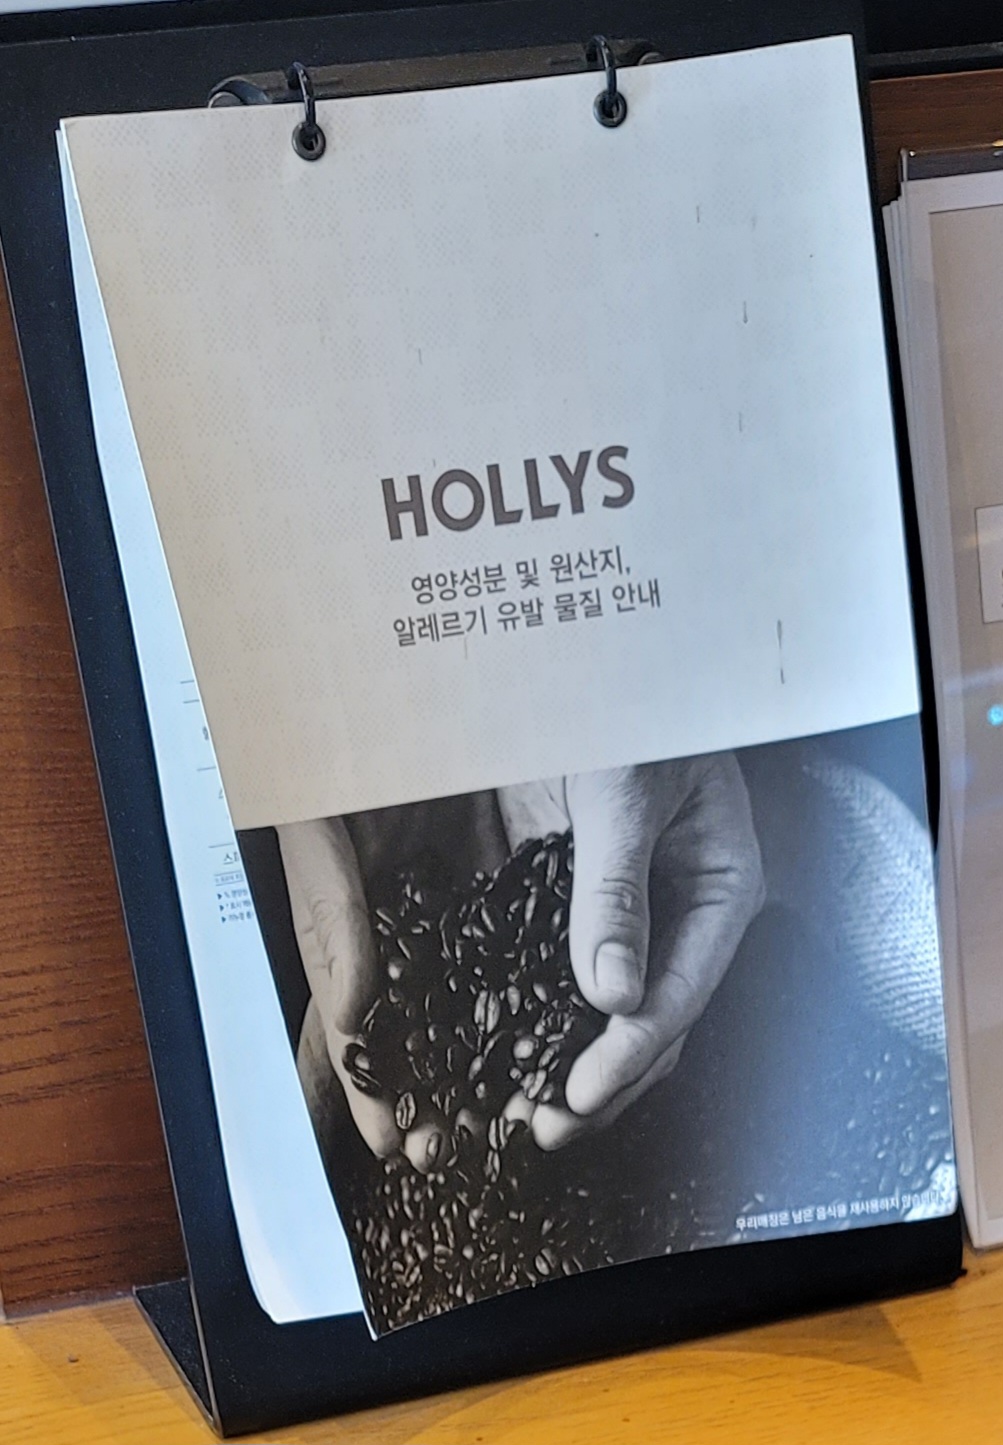 HOLLYS
영양성분 및 원산지,
알레르기 유발 물질 안내
우리매장은 남은 음식을 재사용하지 않습니다.